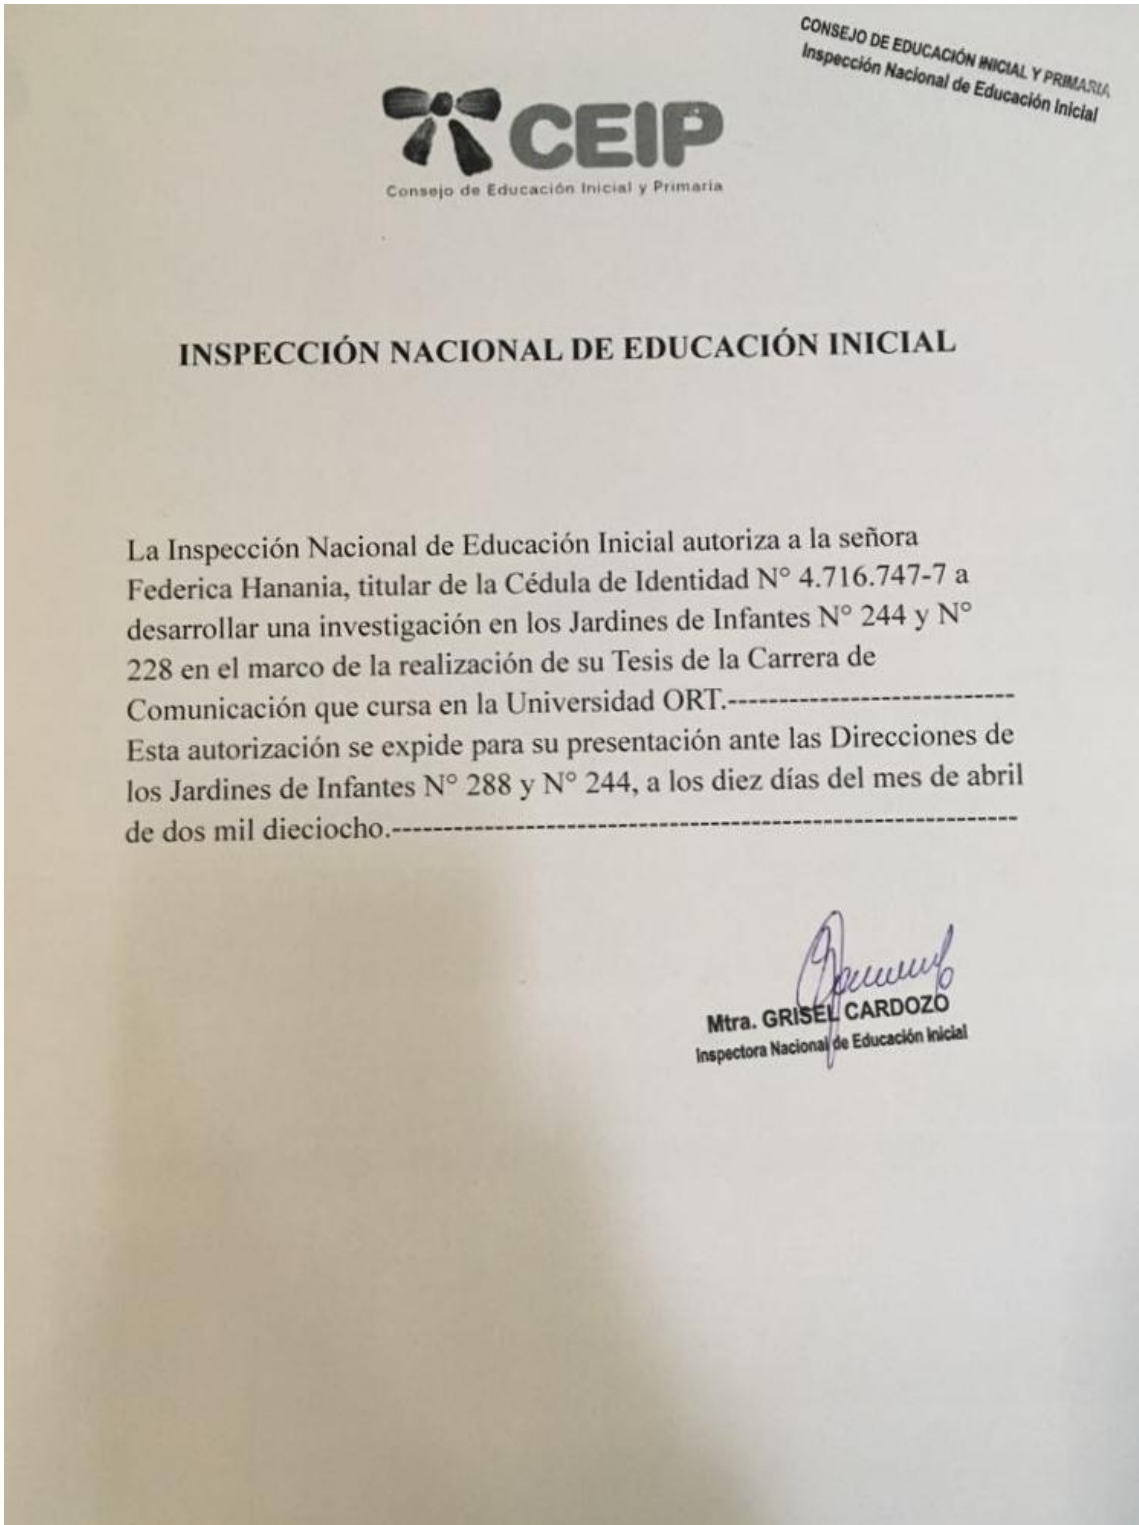 CONSEJO DE EDUCACIÓN INICIAL Y PRIMARIA
Inspección Nacional de Educación Inicial
CEIP
Consejo de Educación Inicial y Primaria
INSPECCIÓN NACIONAL DE EDUCACIÓN INICIAL
La Inspección Nacional de Educación Inicial autoriza a la señora
Federica Hanania, titular de la Cédula de Identidad N° 4.716.747-7 a
desarrollar una investigación en los Jardines de Infantes N° 244 y N°
228 en el marco de la realización de su Tesis de la Carrera de
Comunicación que cursa en la Universidad ORT.----------------------------
Esta autorización se expide para su presentación ante las Direcciones de
los Jardines de Infantes N° 288 y N° 244, a los diez días del mes de abril
de dos mil dieciocho.-------------------------------------------------------------
Mtra. GRISEL CARDOZO
Inspectora Nacional de Educación Inicial